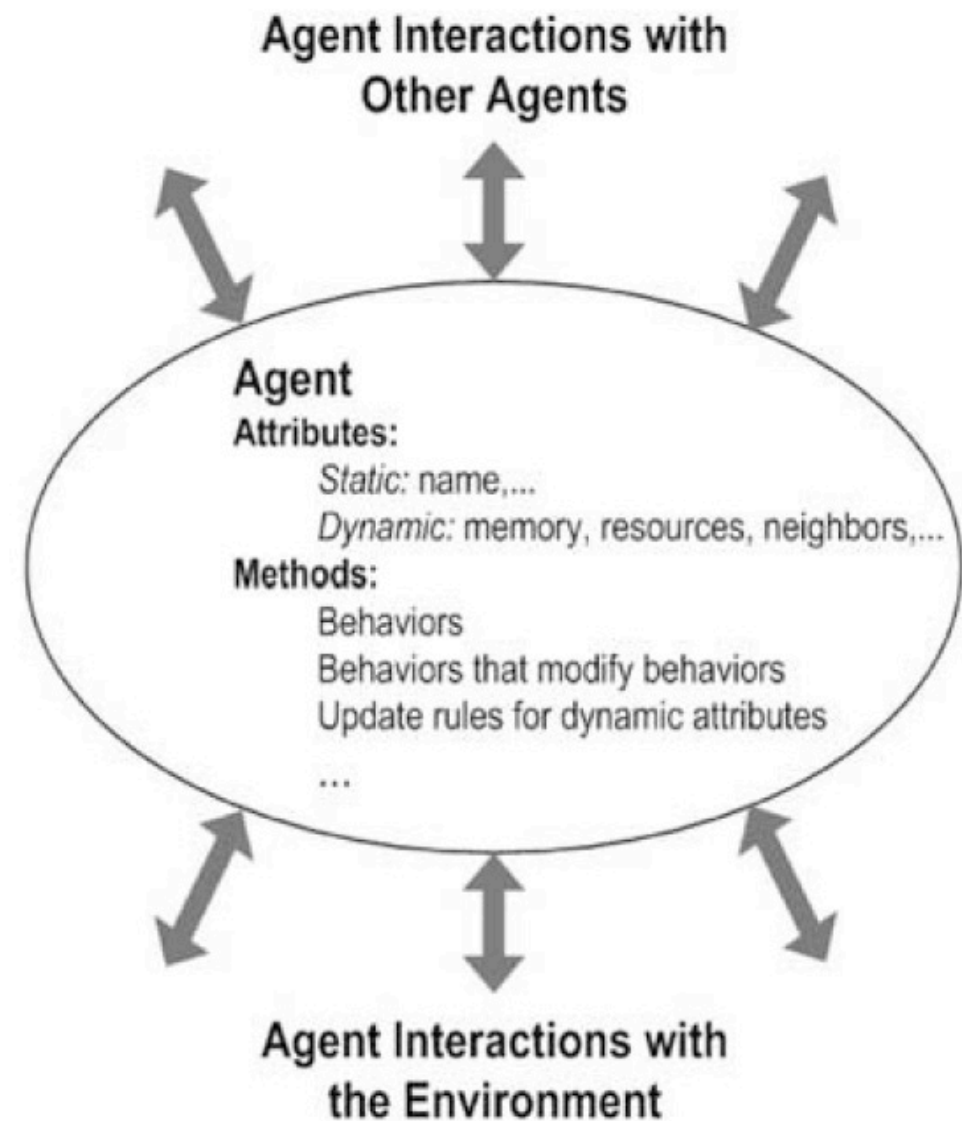 Agent Interactions with
Other Agents
Agent
Attributes:
Static: name,...
Dynamic: memory, resources, neighbors,...
Methods:
Behaviors
Behaviors that modify behaviors
Update rules for dynamic attributes
...
Agent Interactions with
the Environment